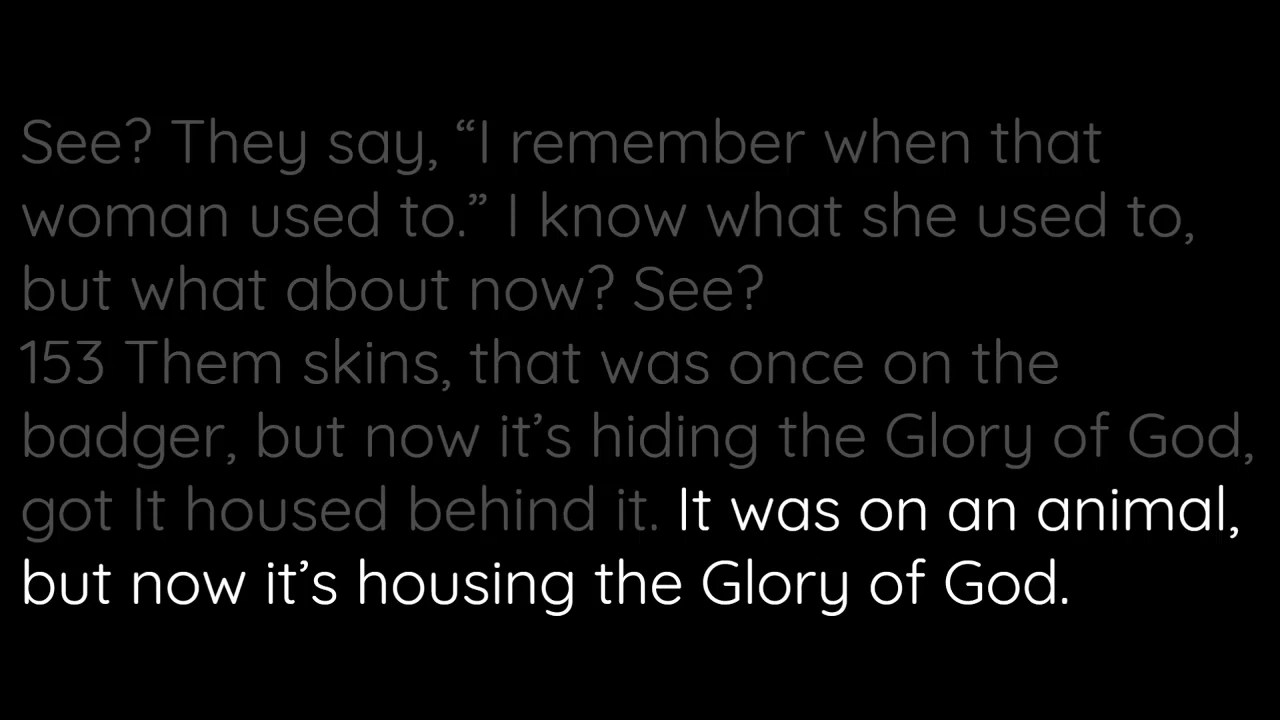 See? They say, “I remember when that
woman used to.” I know what she used to,
but what about now? See?
153 Them skins, that was once on the
badger, but now it’s hiding the Glory of God,
got It housed behind it. It was on an animal,
but now it’s housing the Glory of God.